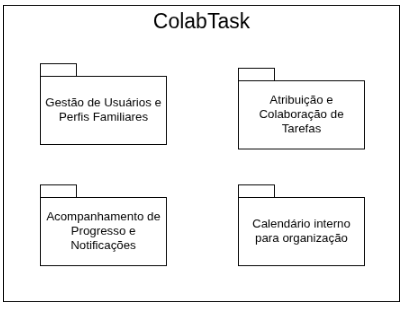 ColabTask
Gestão de Usuários e
Perfis Familiares
Atribuição e
Colaboração de
Tarefas
Acompanhamento de
Progresso e
Notificações
Calendário interno
para organização